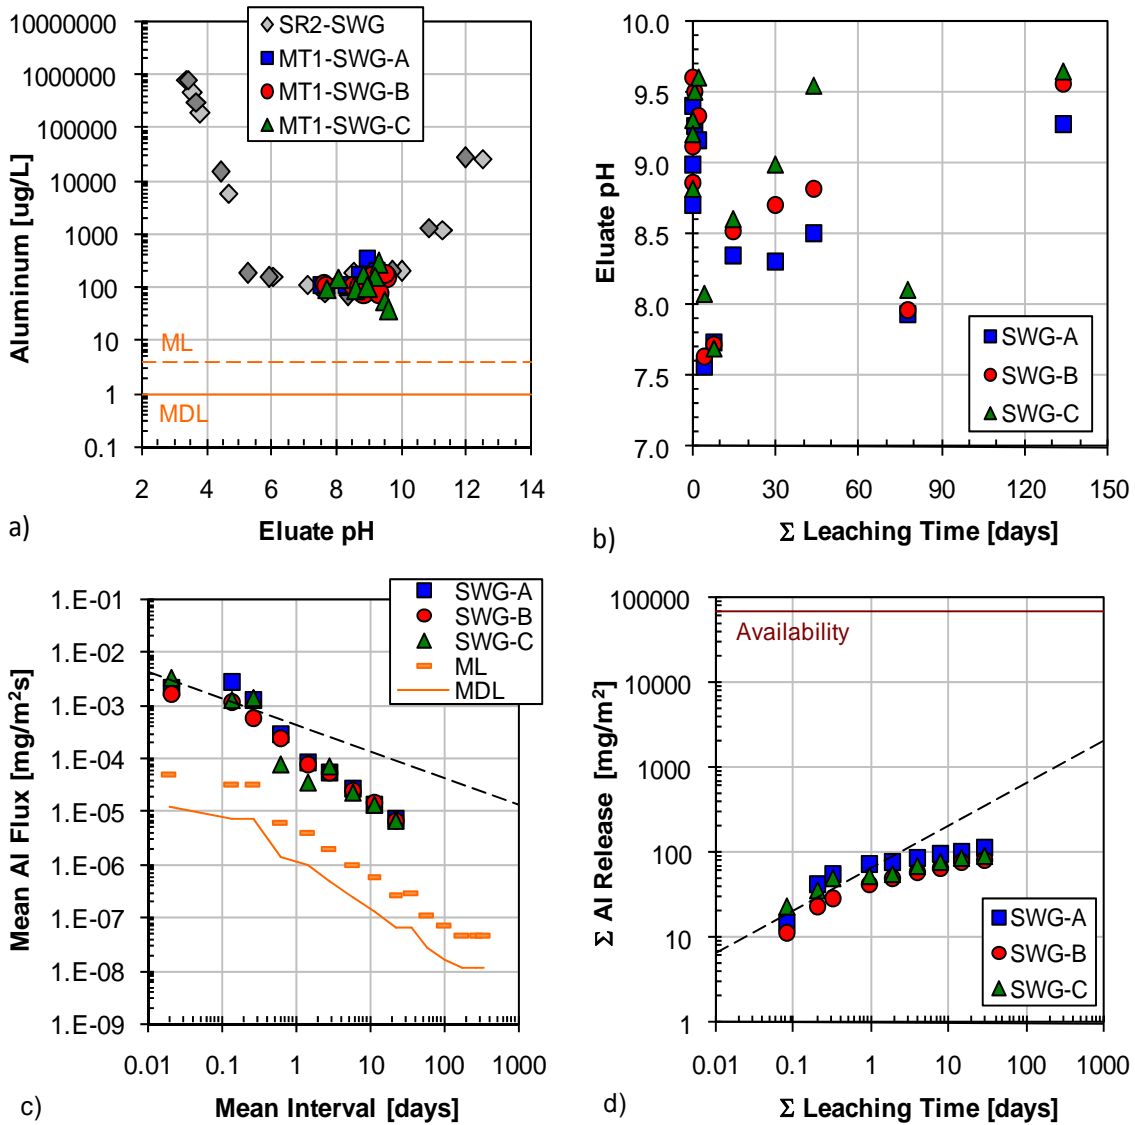 Aluminum [ug/L]
10000000
1000000
100000
10000
1000
100
10
1
0.1
SR2-SWG
MT1-SWG-A
MT1-SWG-B
MT1-SWG-C
ML
MDL
2 4 6 8 10 12 14
Eluate pH
a)
Eluate pH
10.0
9.5
9.0
8.5
8.0
7.5
7.0
SWG-A
SWG-B
SWG-C
0 30 60 90 120 150
Σ Leaching Time [days]
b)
Mean Al Flux [mg/m²s]
1.E-01
1.E-02
1.E-03
1.E-04
1.E-05
1.E-06
1.E-07
1.E-08
1.E-09
SWG-A
SWG-B
SWG-C
ML
MDL
0.01 0.1 1 10 100 1000
Mean Interval [days]
c)
Σ Al Release [mg/m²]
100000
10000
1000
100
10
1
Availability
SWG-A
SWG-B
SWG-C
0.01 0.1 1 10 100 1000
Σ Leaching Time [days]
d)